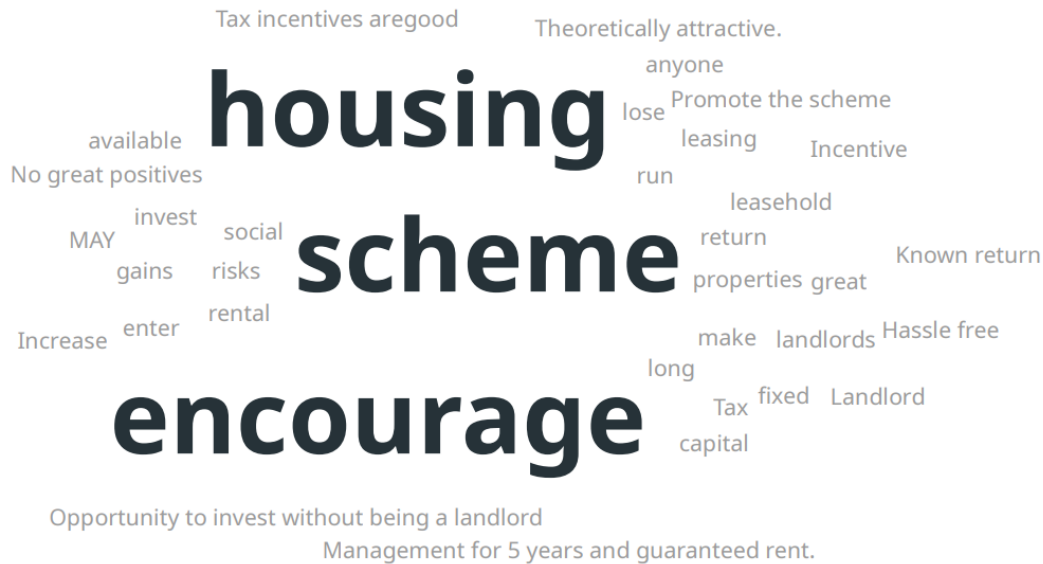 Tax incentives aregood
Theoretically attractive.
anyone
housing
lose
Promote the scheme
available
leasing
Incentive
No great positives
run
invest
leasehold
MAY
social
scheme
return
Known return
gains
risks
properties
great
rental
Increase
enter
make
landlords
Hassle free
long
encourage
Tax
fixed
Landlord
capital
Opportunity to invest without being a landlord
Management for 5 years and guaranteed rent.